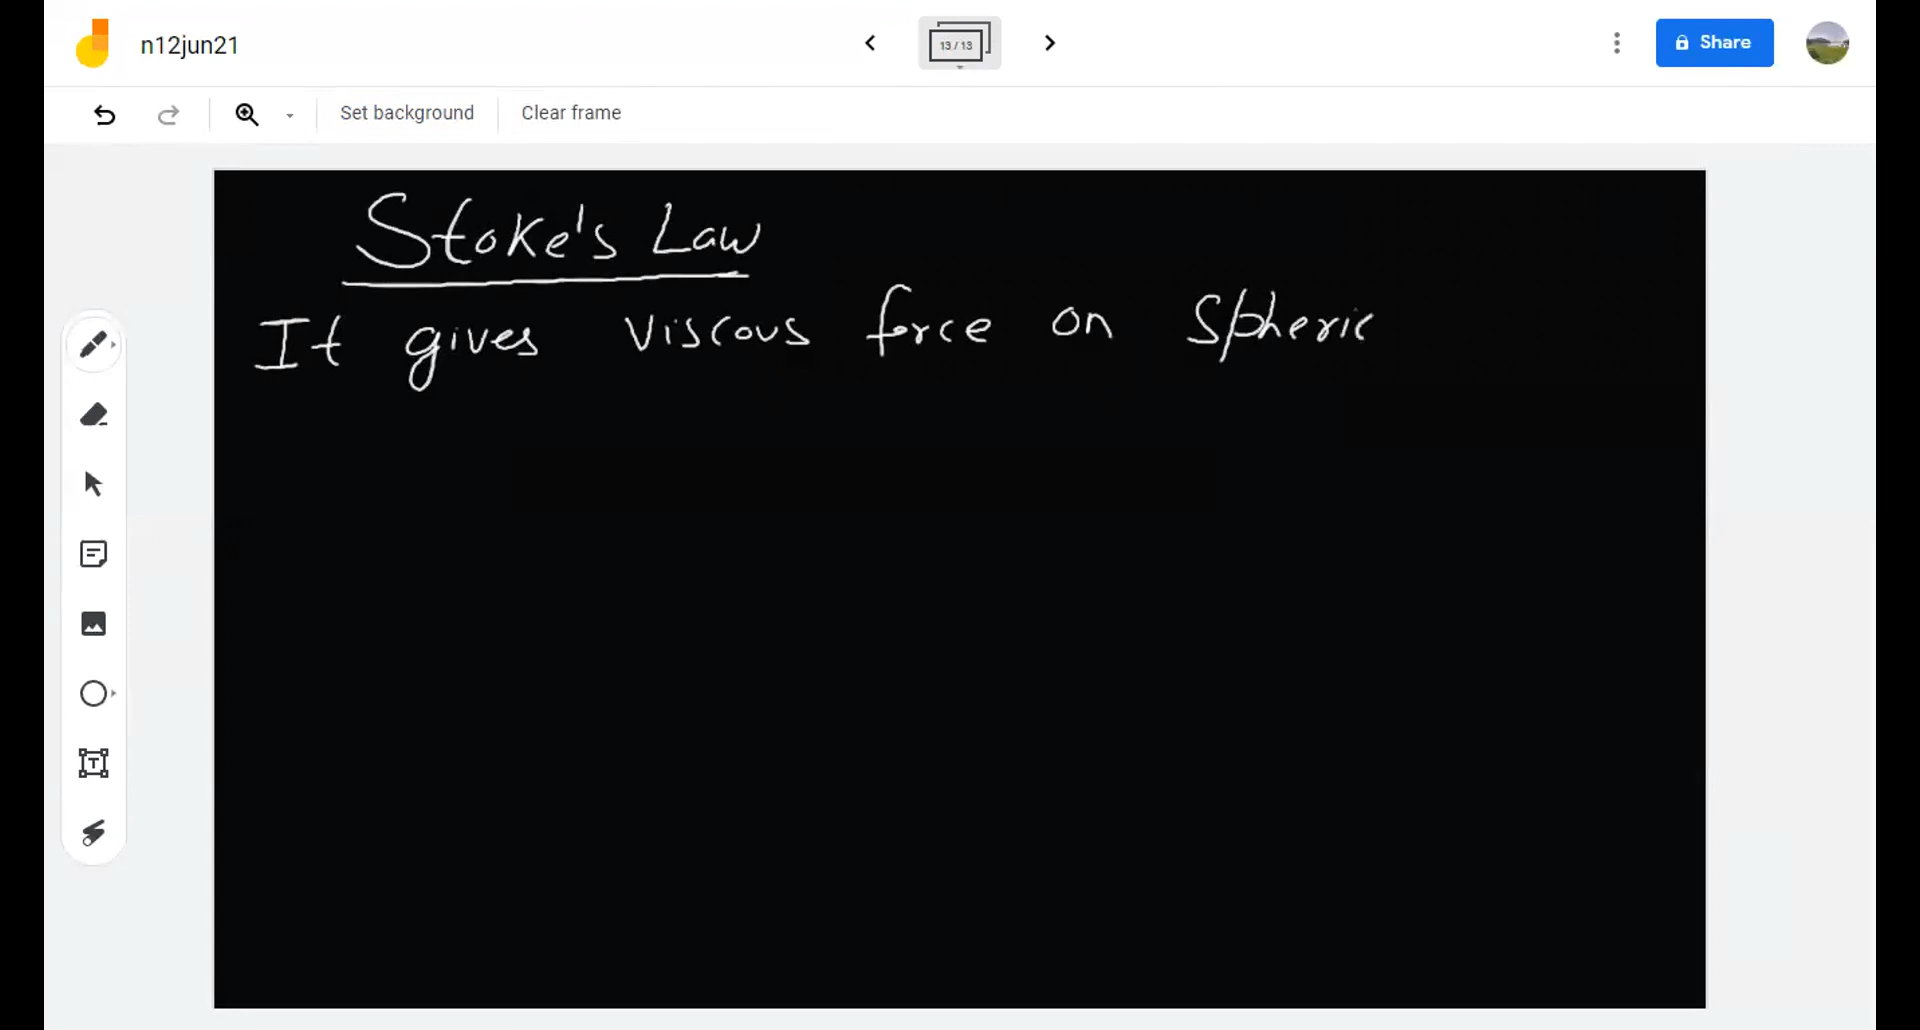 n12jun21
13 / 13
Share
Set background
Clear frame
Stoke's Law
It gives viscous force on Spheric